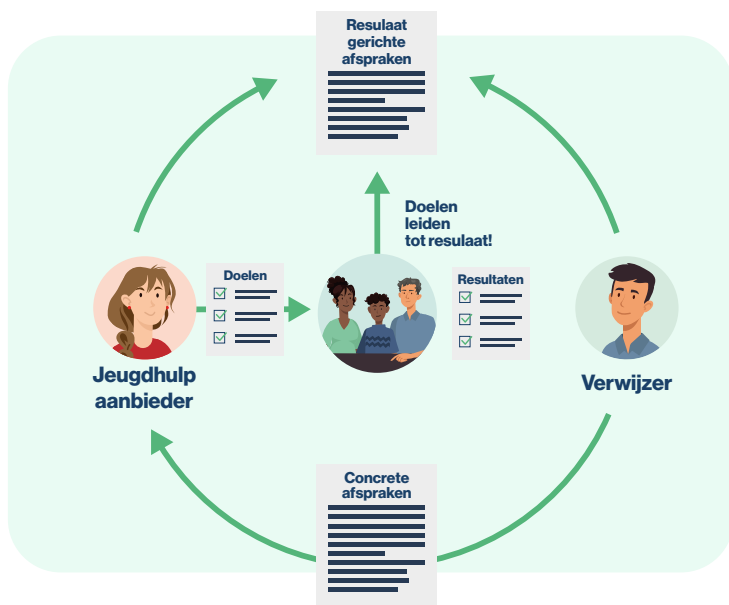 Resulaat
gerichte
afspraken
Doelen
leiden
tot resulaat!
Doelen
Resultaten
Jeugdhulp
aanbieder
Verwijzer
Concrete
afspraken